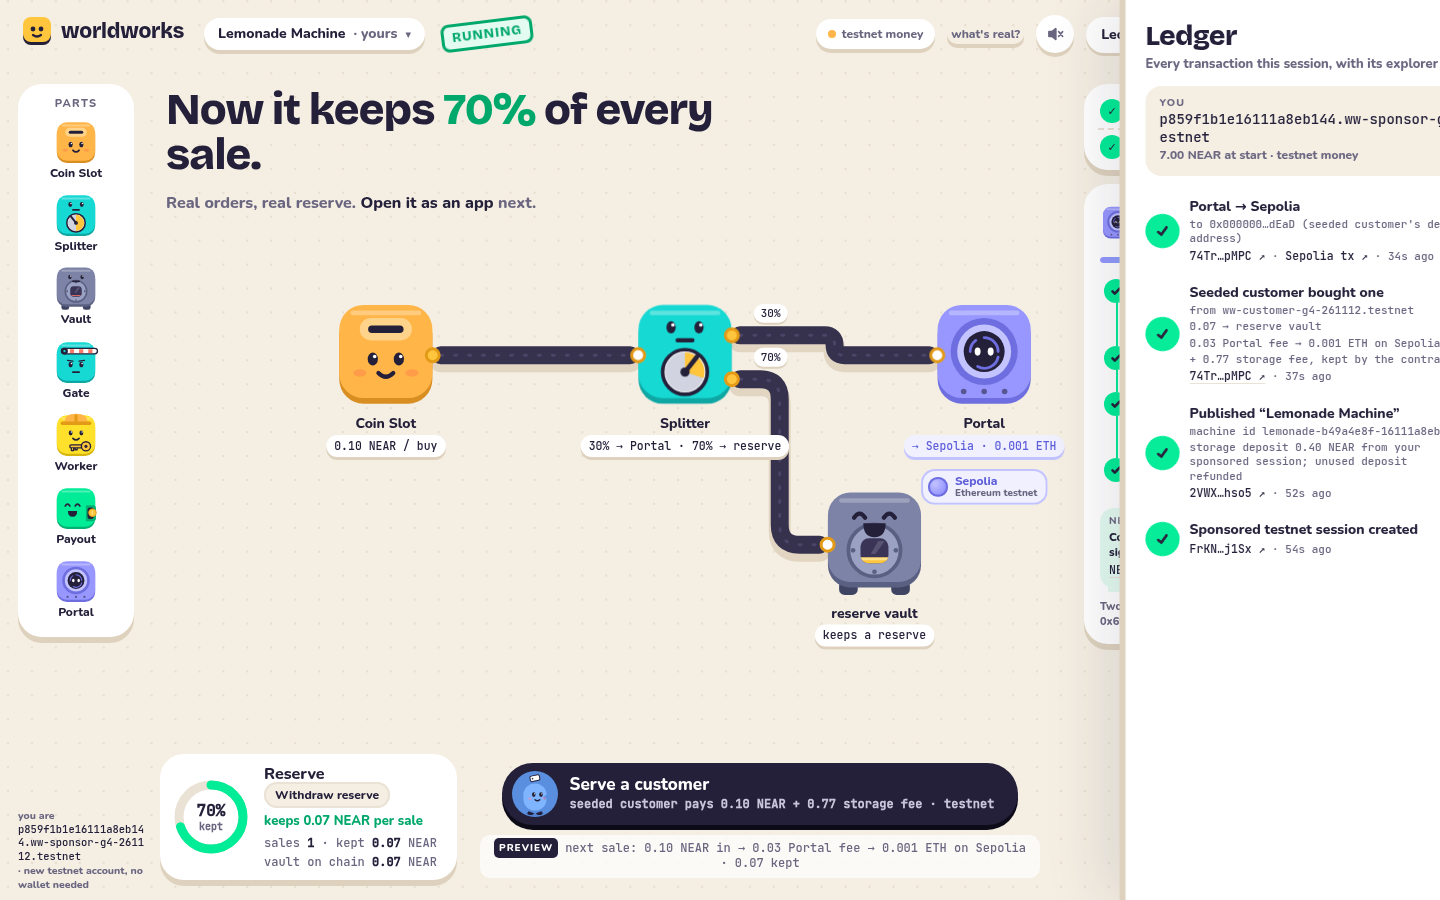 worldworks
Lemonade Machine · yours ▾
RUNNING
testnet money
what's real?
PARTS
Coin Slot
Splitter
Vault
Gate
Worker
Payout
Portal
Now it keeps 70% of every
sale.
Real orders, real reserve. Open it as an app next.
30%
70%
Coin Slot
0.10 NEAR / buy
Splitter
30% → Portal · 70% → reserve
Portal
→ Sepolia · 0.001 ETH
Sepolia
Ethereum testnet
reserve vault
keeps a reserve
you are
p859f1b1e16111a8eb14
4.ww-sponsor-g4-2611
12.testnet
· new testnet account, no
wallet needed
70%
kept
Reserve
Withdraw reserve
keeps 0.07 NEAR per sale
sales 1 · kept 0.07 NEAR
vault on chain 0.07 NEAR
Serve a customer
seeded customer pays 0.10 NEAR + 0.77 storage fee · testnet
PREVIEW next sale: 0.10 NEAR in → 0.03 Portal fee → 0.001 ETH on Sepolia
· 0.07 kept
Two
0x6
Ledger
Every transaction this session, with its explorer
YOU
p859f1b1e16111a8eb144.ww-sponsor-g
estnet
7.00 NEAR at start · testnet money
Portal → Sepolia
to 0x000000…dEaD (seeded customer's de
address)
74Tr…pMPC ↗ · Sepolia tx ↗ · 34s ago
Seeded customer bought one
from ww-customer-g4-261112.testnet
0.07 → reserve vault
0.03 Portal fee → 0.001 ETH on Sepolia
+ 0.77 storage fee, kept by the contra
74Tr…pMPC ↗ · 37s ago
Published “Lemonade Machine”
machine id lemonade-b49a4e8f-16111a8eb
storage deposit 0.40 NEAR from your
sponsored session; unused deposit
refunded
2VWX…hso5 ↗ · 52s ago
Sponsored testnet session created
FrKN…j1Sx ↗ · 54s ago